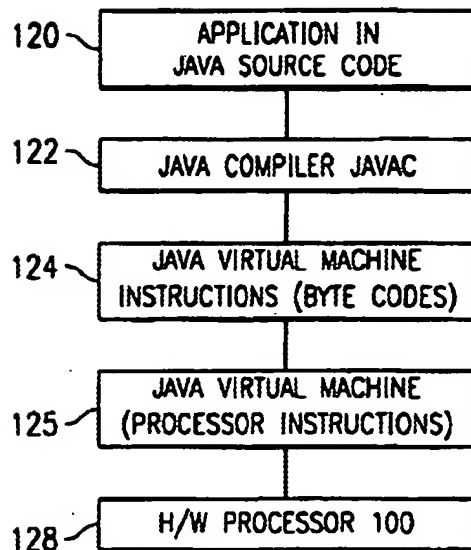 120
APPLICATION IN
JAVA SOURCE CODE
122
JAVA COMPILER JAVAC
124
JAVA VIRTUAL MACHINE
INSTRUCTIONS (BYTE CODES)
125
JAVA VIRTUAL MACHINE
(PROCESSOR INSTRUCTIONS)
128
H/W PROCESSOR 100